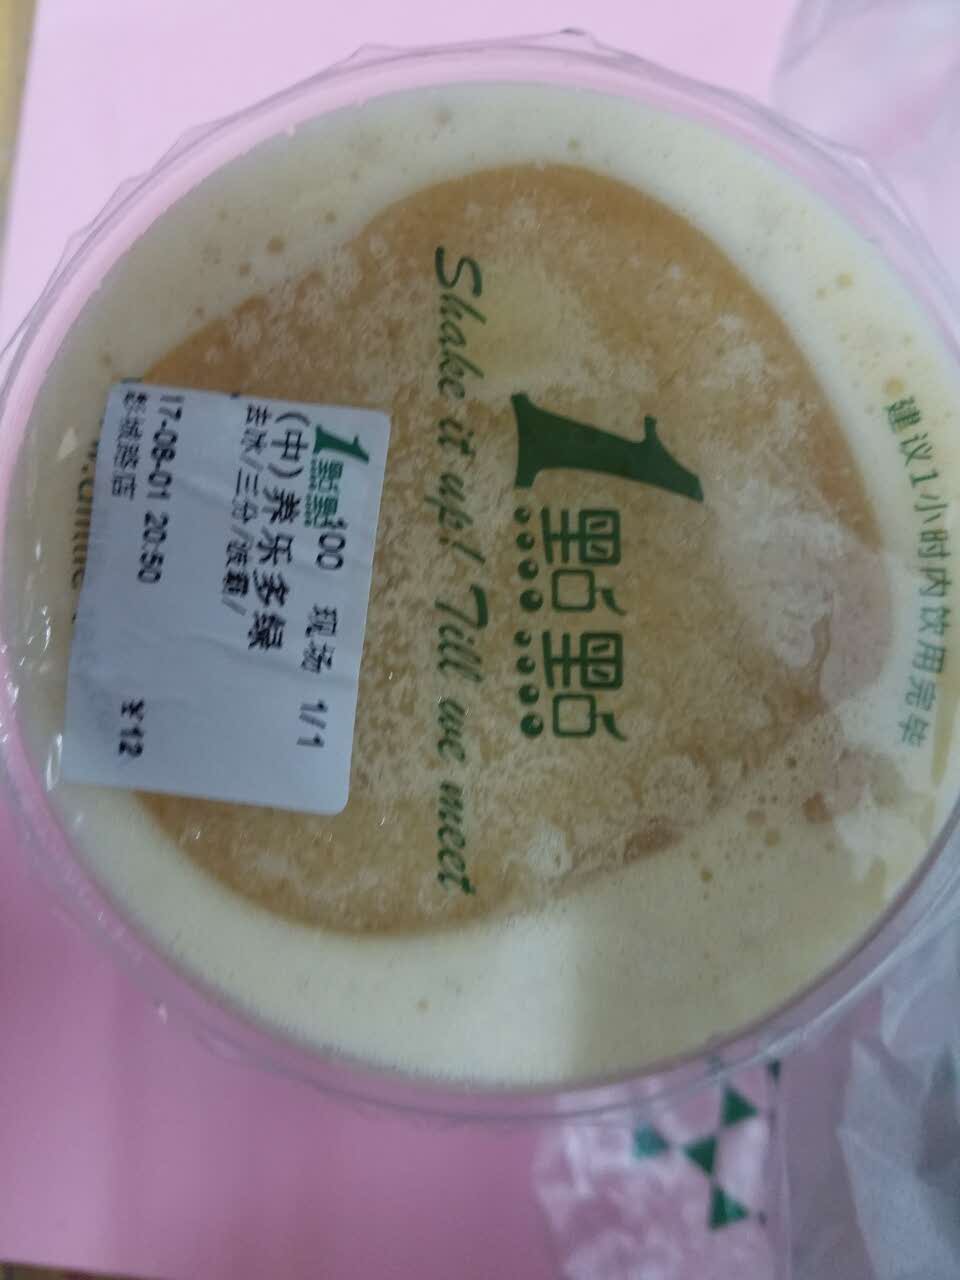 1點點
Shake it up! Till we meet
建议1小时内饮用完毕
1點點 100 现场 1/1
(中)养乐多绿
去冰/三分/波霸/
17-08-01 20:50 ¥12